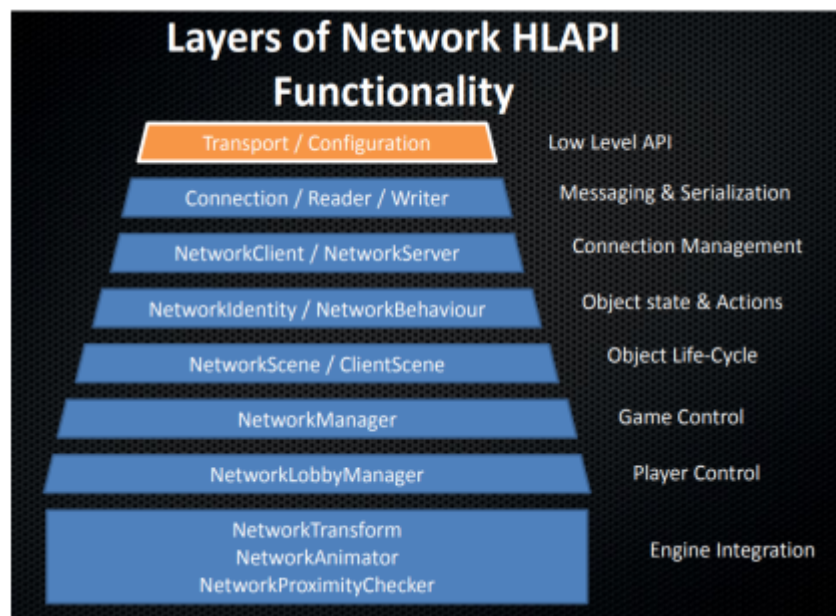 Layers of Network HLAPI
Functionality
Transport / Configuration
Low Level API
Connection / Reader / Writer
Messaging & Serialization
NetworkClient / NetworkServer
Connection Management
NetworkIdentity / NetworkBehaviour
Object state & Actions
NetworkScene / ClientScene
Object Life-Cycle
NetworkManager
Game Control
NetworkLobbyManager
Player Control
NetworkTransform
NetworkAnimator
NetworkProximityChecker
Engine Integration